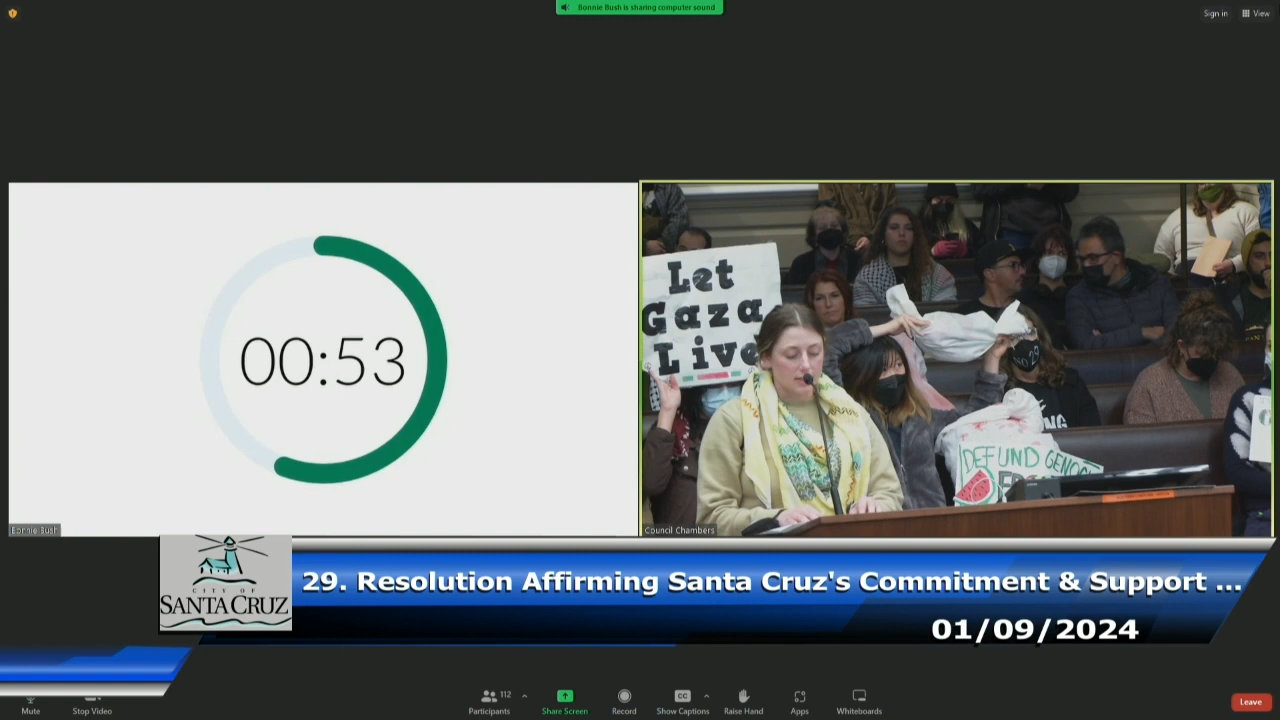 Bonnie Bush is sharing computer sound
Sign in
View
00:53
Let
Gaza
Live
DEFUND GENOC
Bonnie Bush
Council Chambers
CITY OF
SANTA CRUZ
29. Resolution Affirming Santa Cruz's Commitment & Support ...
01/09/2024
Mute
Stop Video
Participants
112
Share Screen
Record
CC
Show Captions
Raise Hand
Apps
Whiteboards
Leave